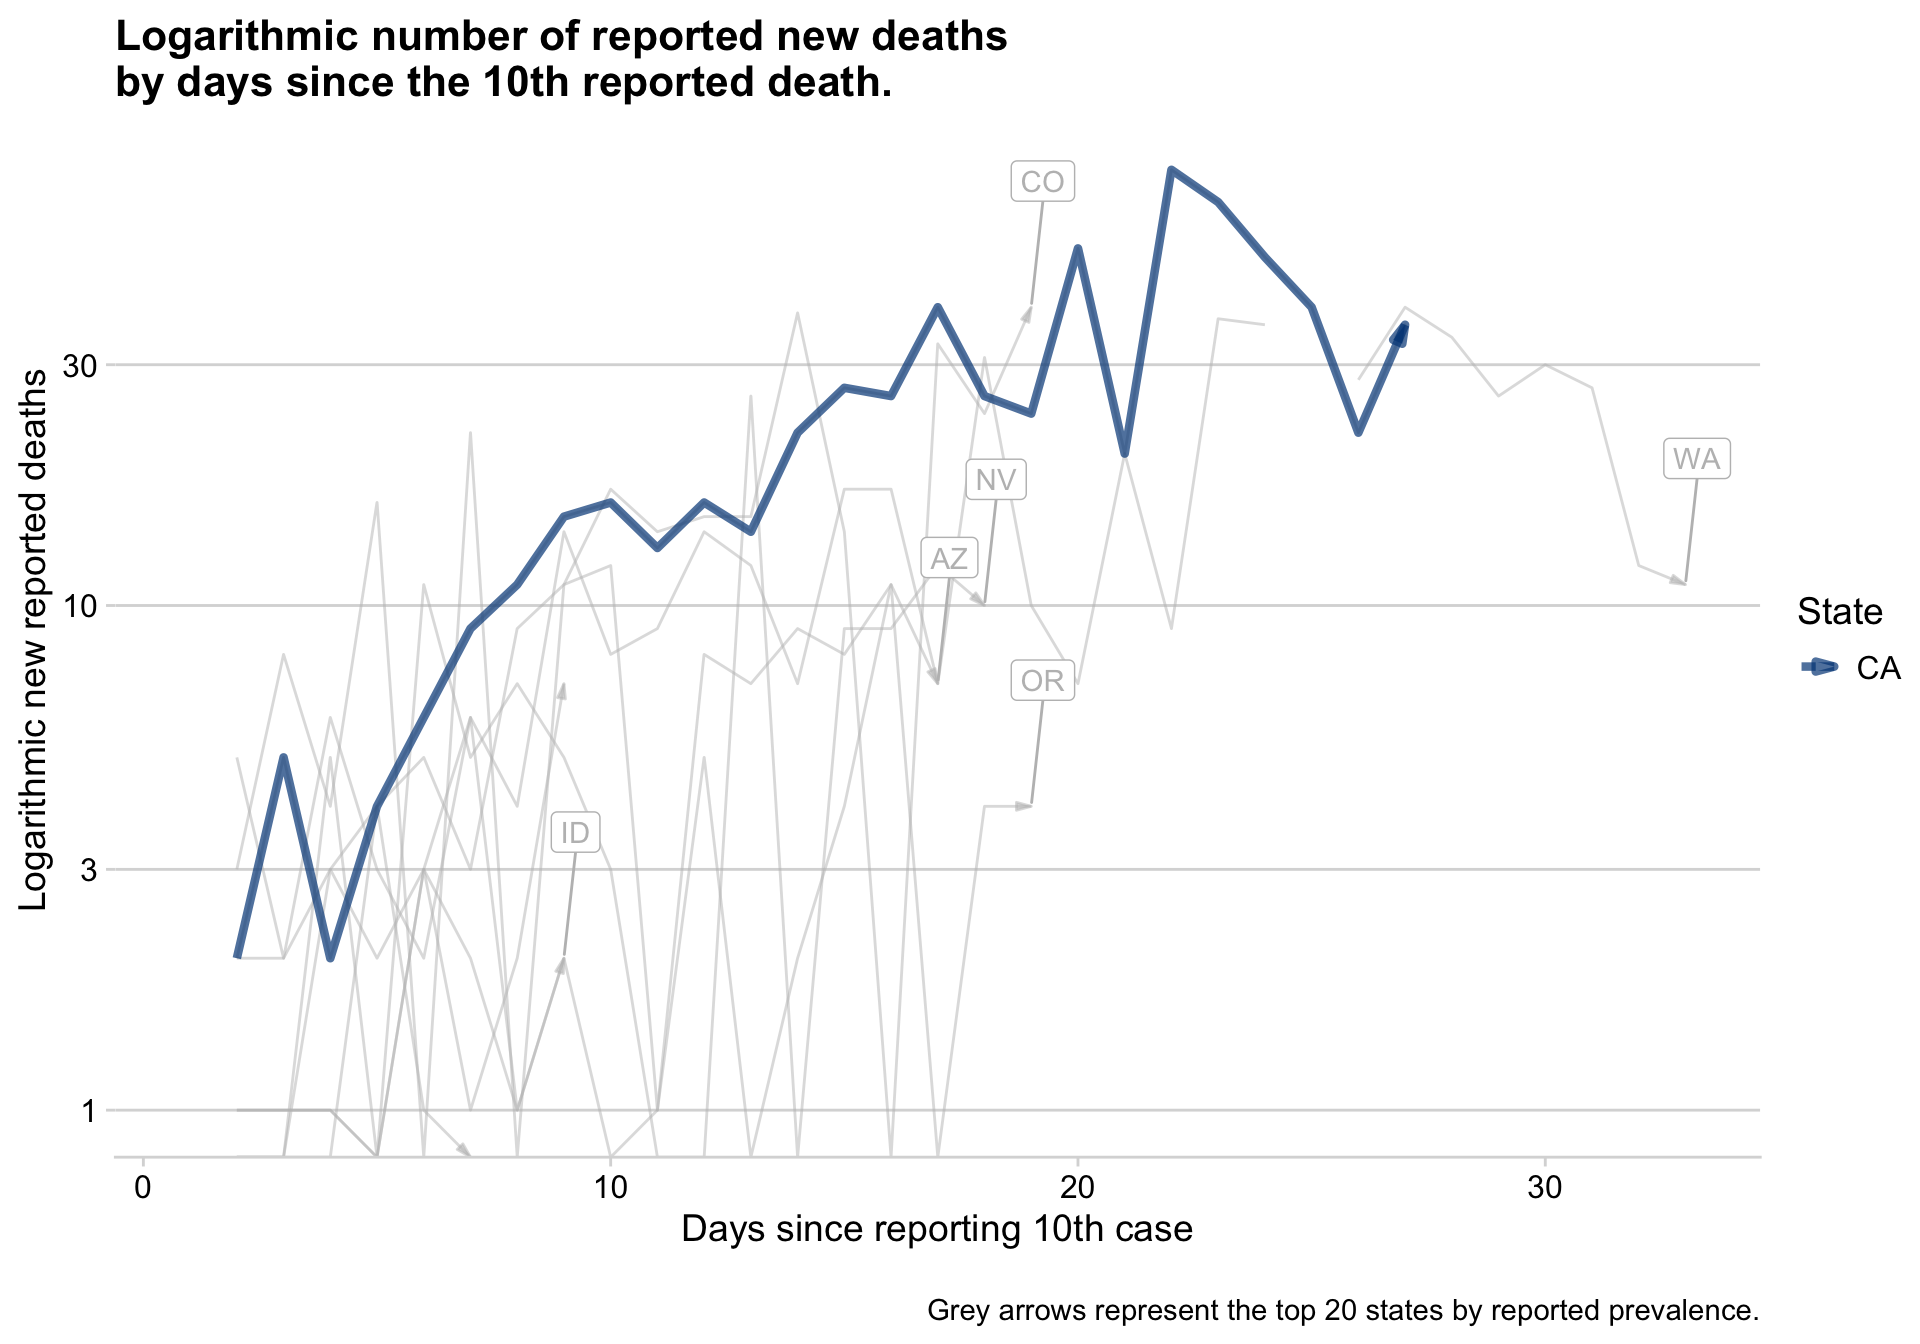 Logarithmic number of reported new deaths
by days since the 10th reported death.
CO
30
WA
NV
AZ
10
State
CA
OR
ID
3
1
Logarithmic new reported deaths
0 10 20 30
Days since reporting 10th case
Grey arrows represent the top 20 states by reported prevalence.